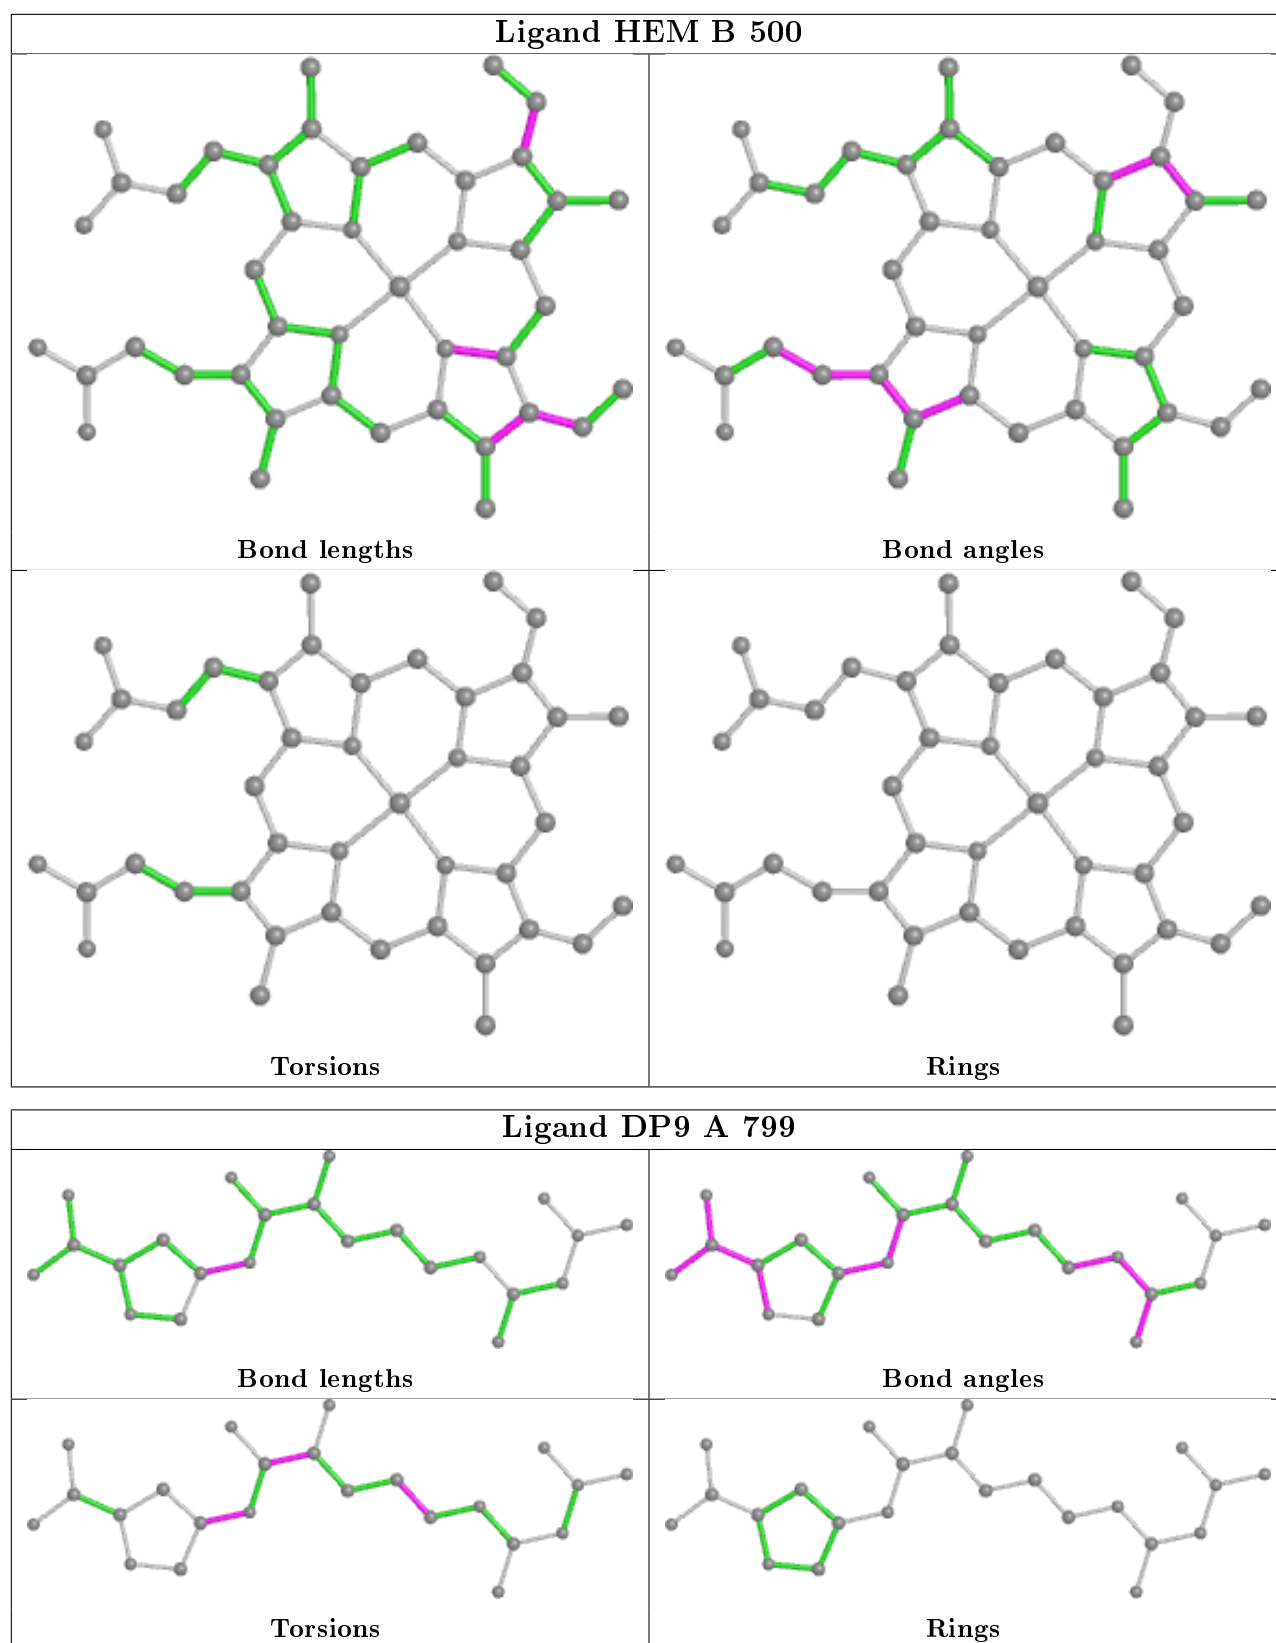 Ligand HEM B 500
Bond lengths
Bond angles
Torsions
Rings
Ligand DP9 A 799
Bond lengths
Bond angles
Torsions
Rings